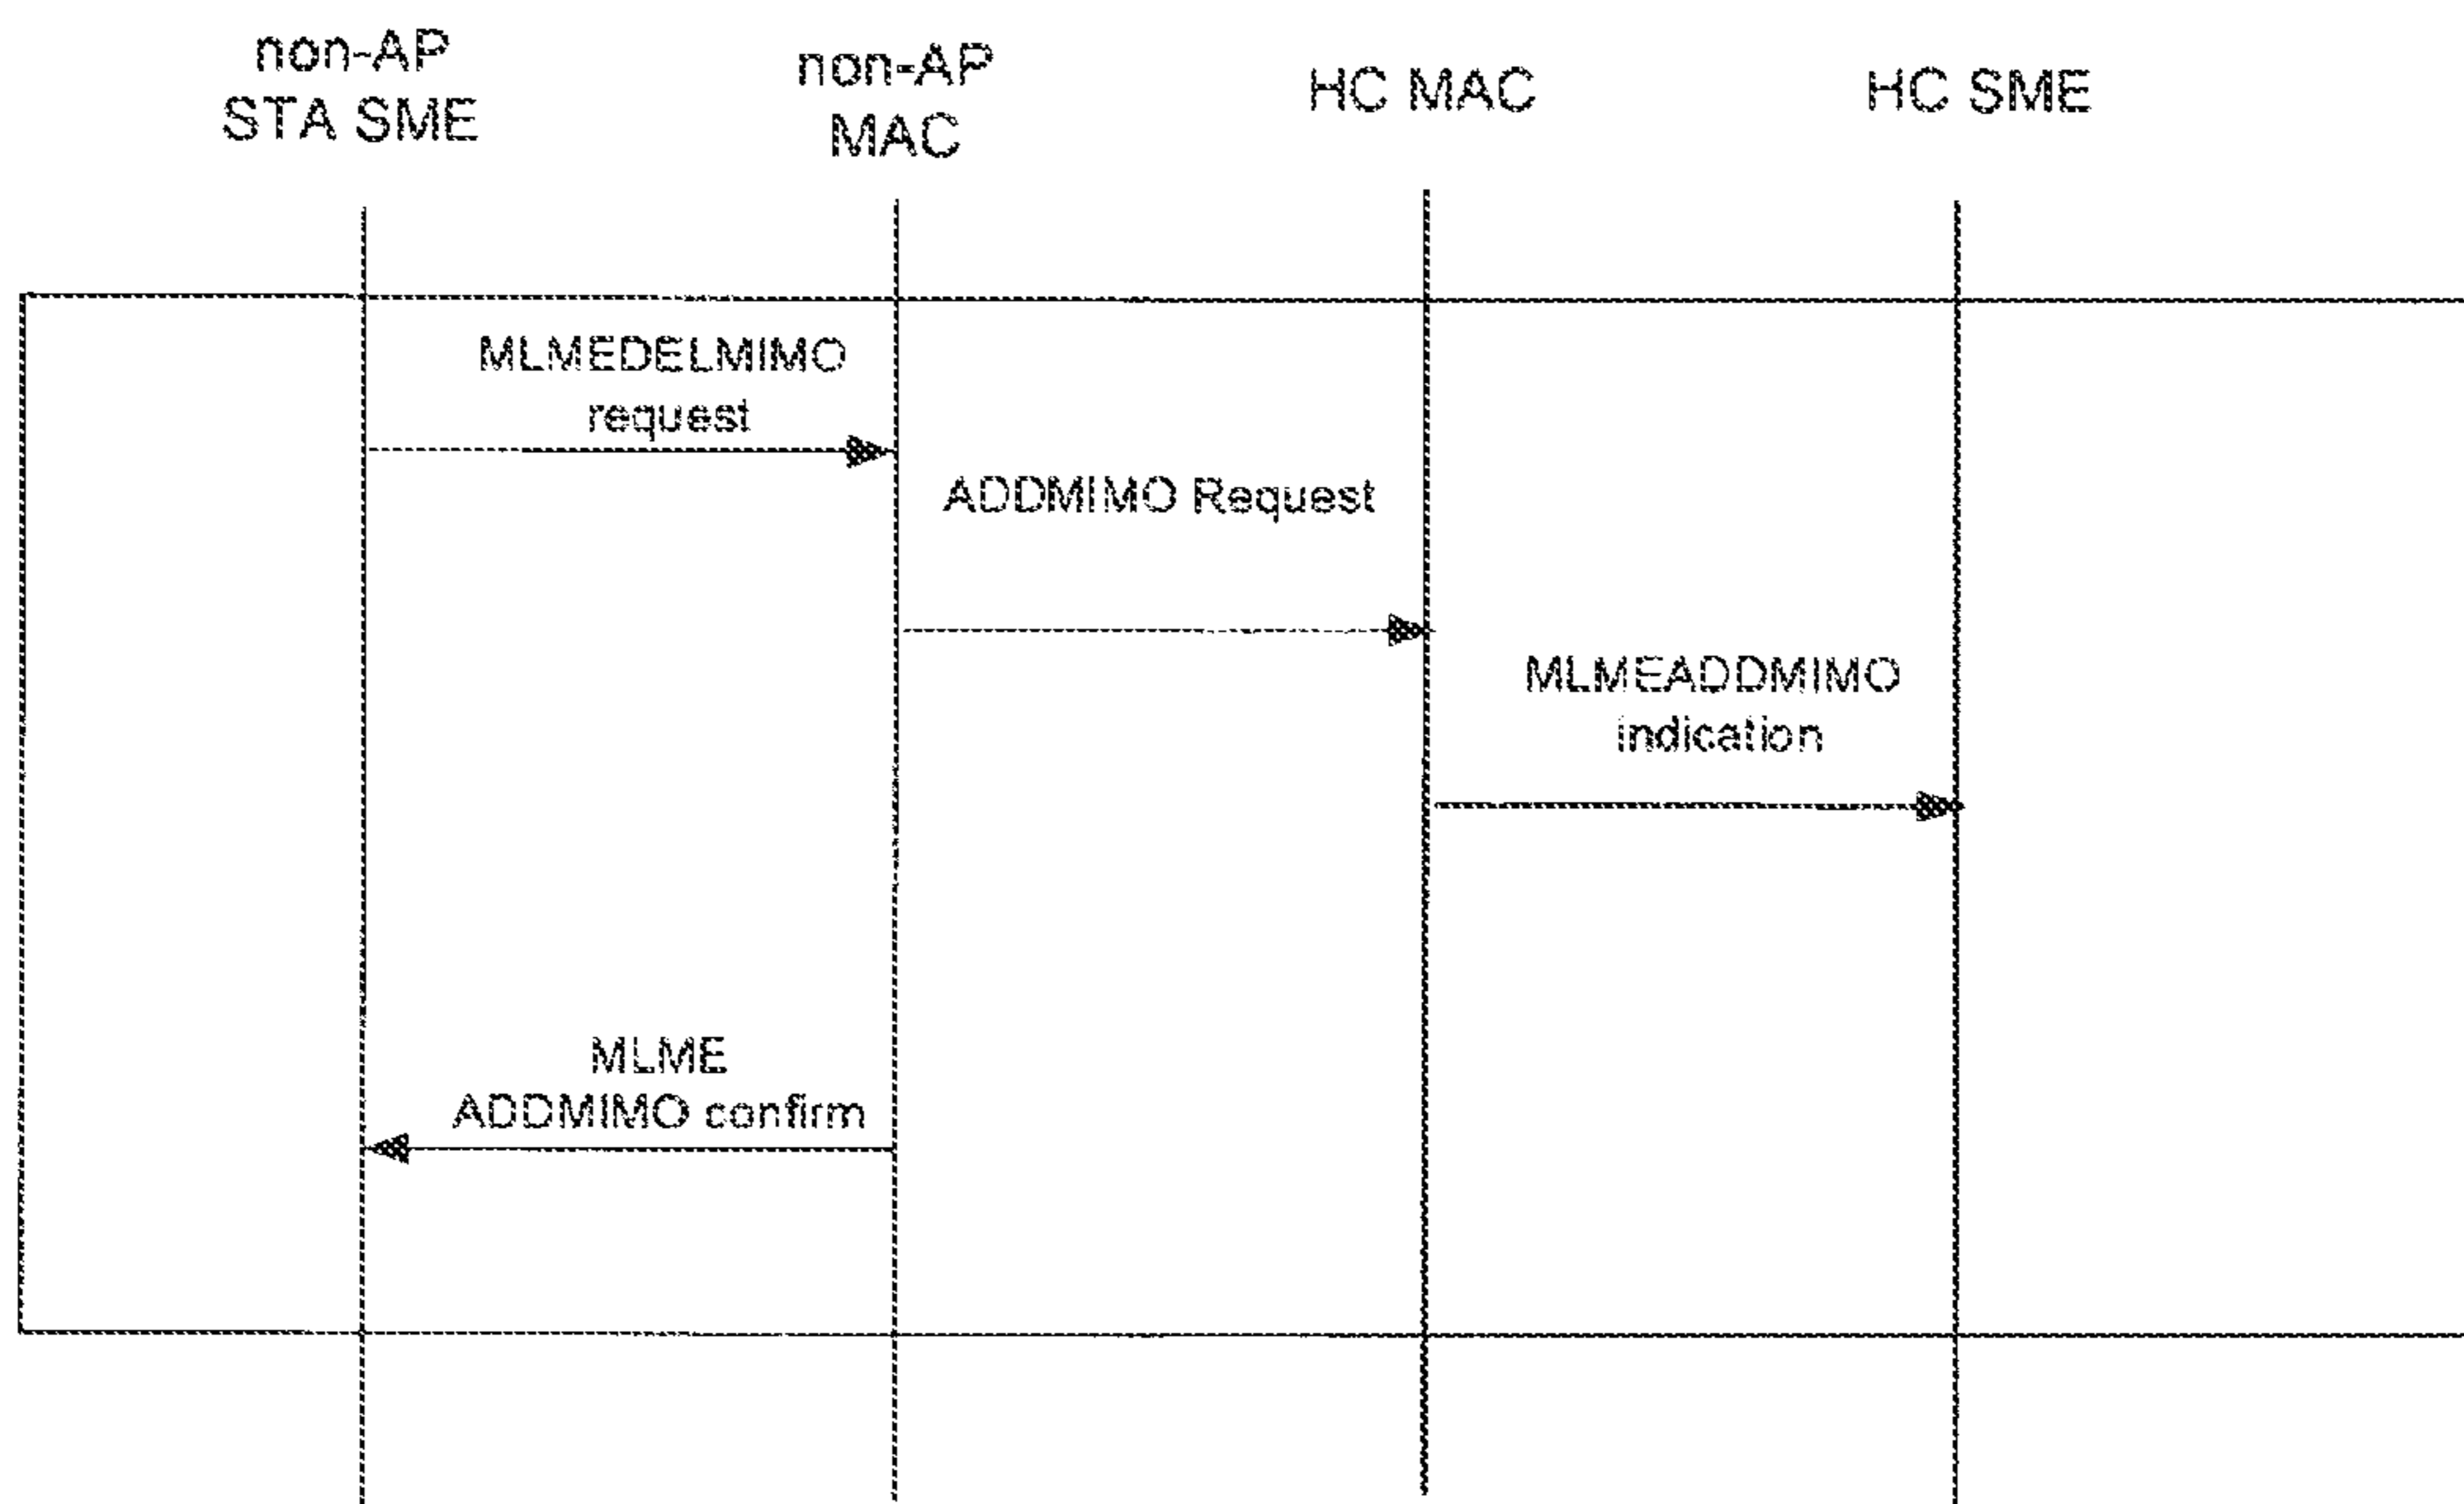 non-AP
STA SME
non-AP
MAC
HC MAC
HC SME
MLMEDELMIMO
request
ADDMIMO Request
MLMEADDMIMO
indication
MLME
ADDMIMO confirm